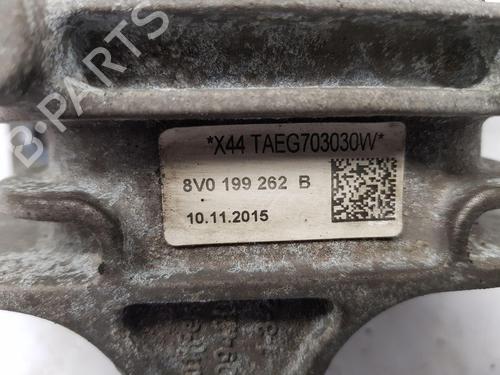 B-PARTS
*X44 TAEG703030W*
8V0 199 262 B
10.11.2015